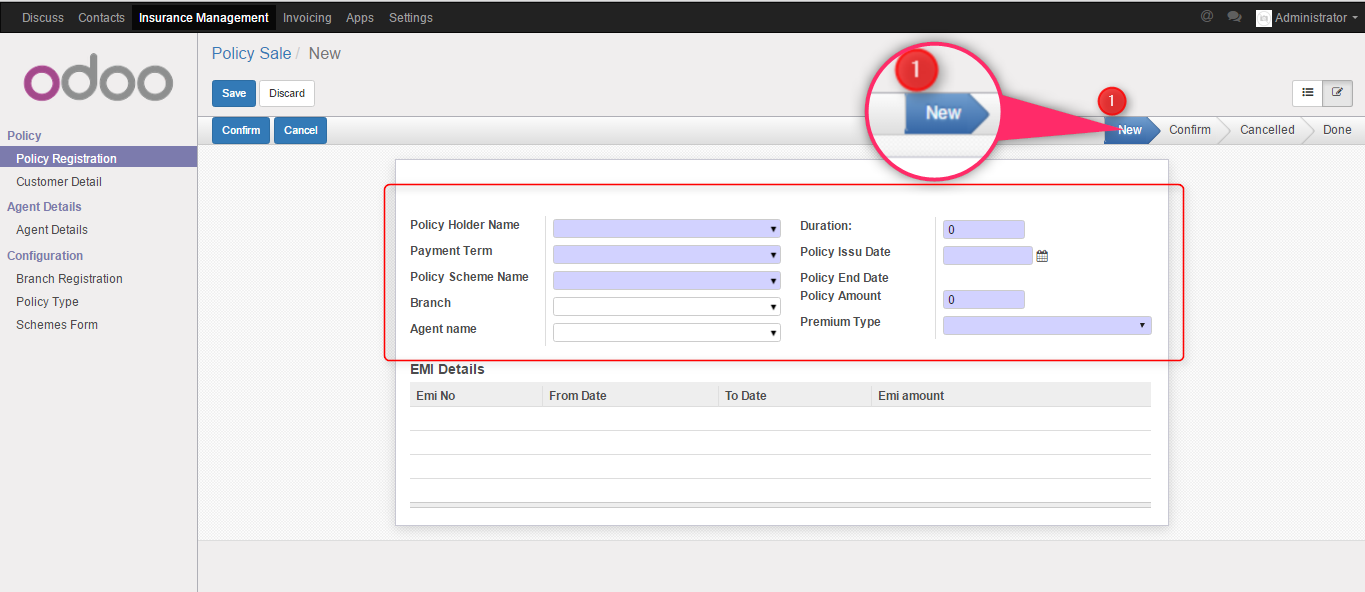 Discuss Contacts Insurance Management Invoicing Apps Settings @ Administrator
odoo
Policy Sale / New
Save Discard
1
New
1
Confirm Cancel
New Confirm Cancelled Done
Policy
Policy Registration
Customer Detail
Agent Details
Agent Details
Configuration
Branch Registration
Policy Type
Schemes Form
Policy Holder Name
Payment Term
Policy Scheme Name
Branch
Agent name
Duration: 0
Policy Issu Date
Policy End Date
Policy Amount 0
Premium Type
EMI Details
Emi No From Date To Date Emi amount